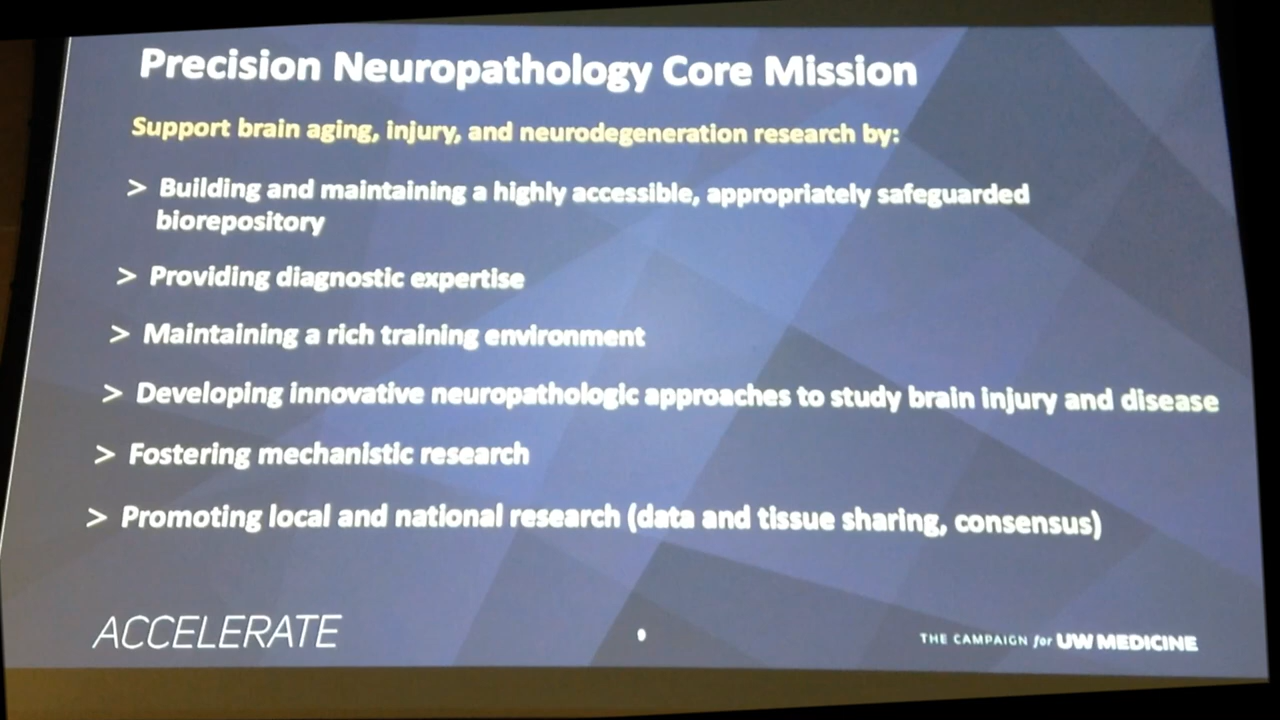 Precision Neuropathology Core Mission
Support brain aging, injury, and neurodegeneration research by:
> Building and maintaining a highly accessible, appropriately safeguarded
biorepository
> Providing diagnostic expertise
> Maintaining a rich training environment
> Developing innovative neuropathologic approaches to study brain injury and disease
> Fostering mechanistic research
> Promoting local and national research (data and tissue sharing, consensus)
ACCELERATE
9
THE CAMPAIGN for UW MEDICINE